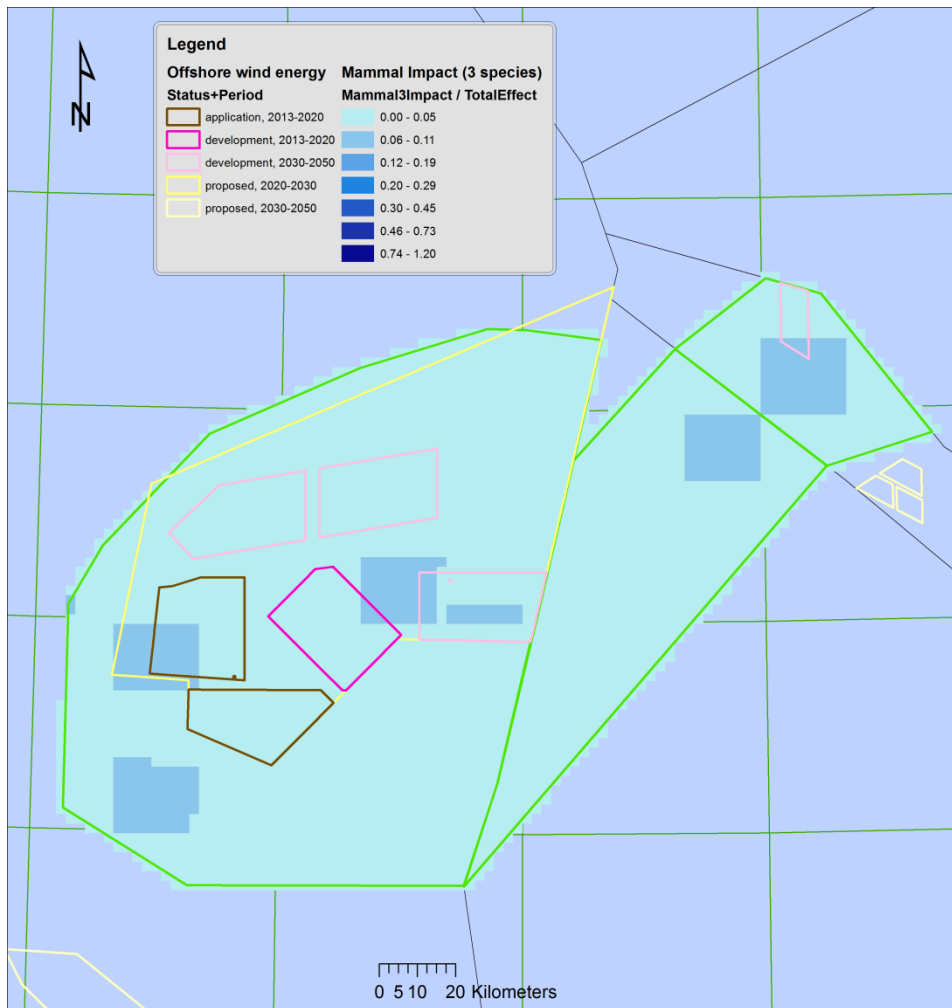 Legend
Offshore wind energy
Status+Period
application, 2013-2020
development, 2013-2020
development, 2030-2050
proposed, 2020-2030
proposed, 2030-2050
Mammal Impact (3 species)
Mammal3Impact / TotalEffect
0.00 - 0.05
0.06 - 0.11
0.12 - 0.19
0.20 - 0.29
0.30 - 0.45
0.46 - 0.73
0.74 - 1.20
N
0 5 10 20 Kilometers